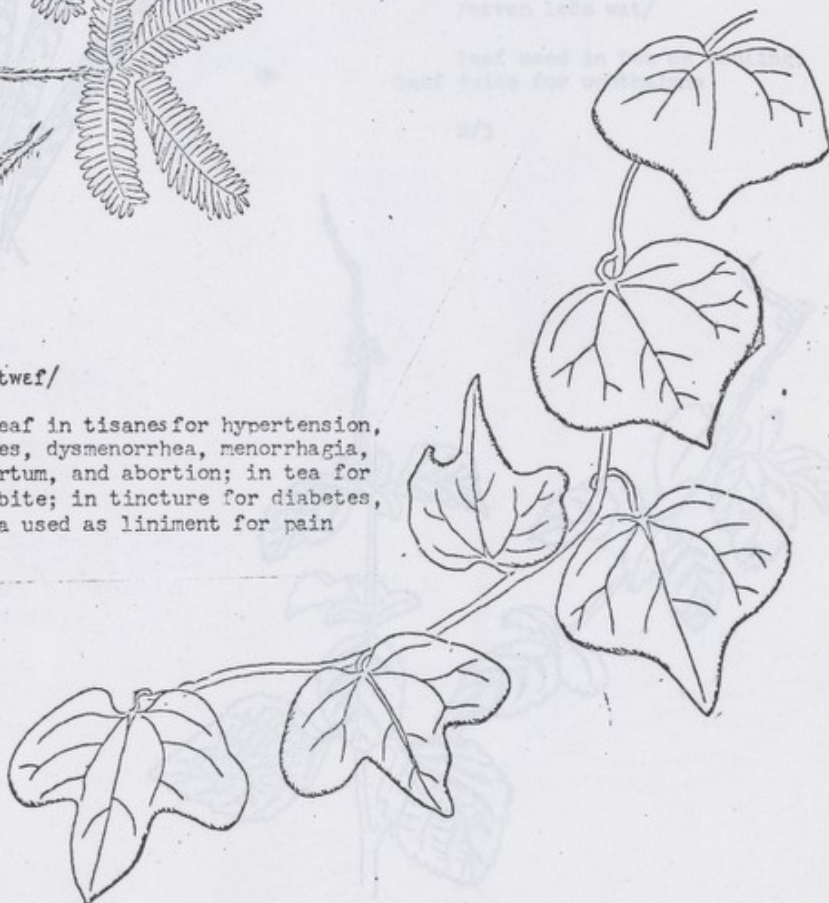 twɛf/
eaf in tisanes for hypertension,
es, dysmenorrhea, menorrhagia,
rtum, and abortion; in tea for
bite; in tincture for diabetes,
a used as liniment for pain